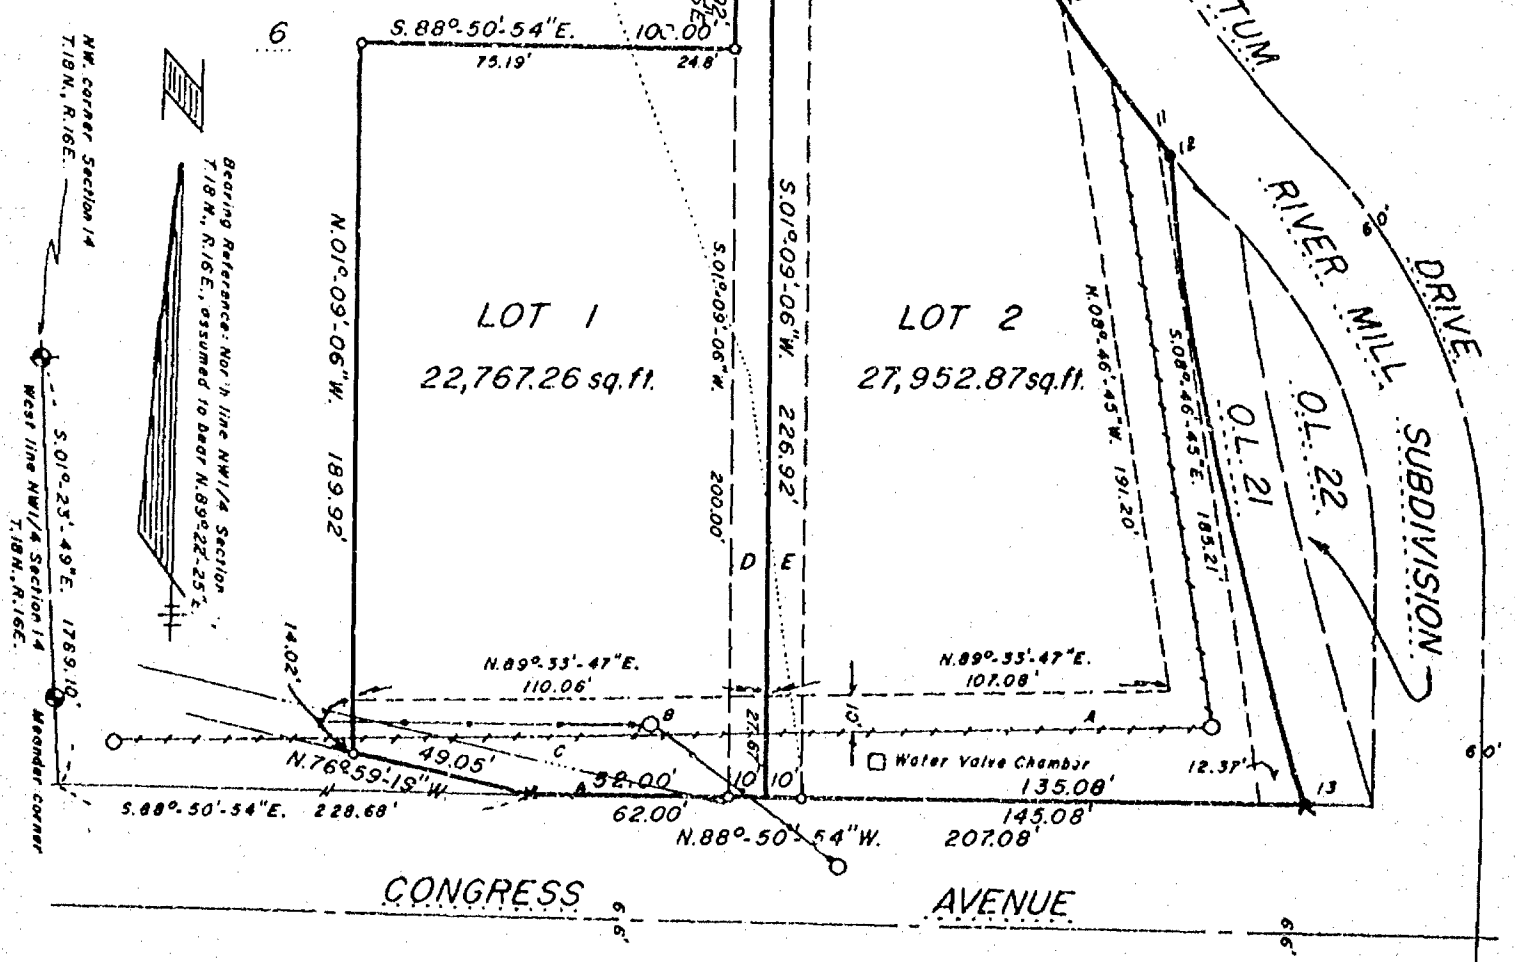 6
S. 88°-50'-54"E. 100.00'
75.19'
24.8'
TUM
DRIVE
RIVER MILL SUBDIVISION
12
60'
NW. corner Section 14
T.18N., R.16E.
Bearing Reference: North line NW1/4 Section
T.18N., R.16E., assumed to bear N.89°-22'-25"E.
N.01°-09'-06"W. 189.92'
LOT 1
22,767.26 sq.ft.
S.01°-09'-06"W. 200.00'
S.01°-09'-06"W. 226.92'
LOT 2
27,952.87sq.ft.
N.08°-46'-45"W. 191.20'
S.08°-46'-45"E. 185.21'
O.L. 21
O.L. 22
D E
S.01°-23'-49"E. 1789.10'
West line NW1/4 Section 14
T.18N., R.16E.
Meander corner
14.02'
N.89°-33'-47"E.
110.06'
N.89°-33'-47"E.
107.08'
B
A
27.67'
10'
C
49.05'
N.76°-59'-15"W.
A
52.00'
10' 10'
Water Valve Chamber
12.37'
60'
135.08'
13
S.88°-50'-54"E. 228.68'
62.00'
145.08'
N.88°-50'-54"W.
207.08'
CONGRESS AVENUE
66'
66'